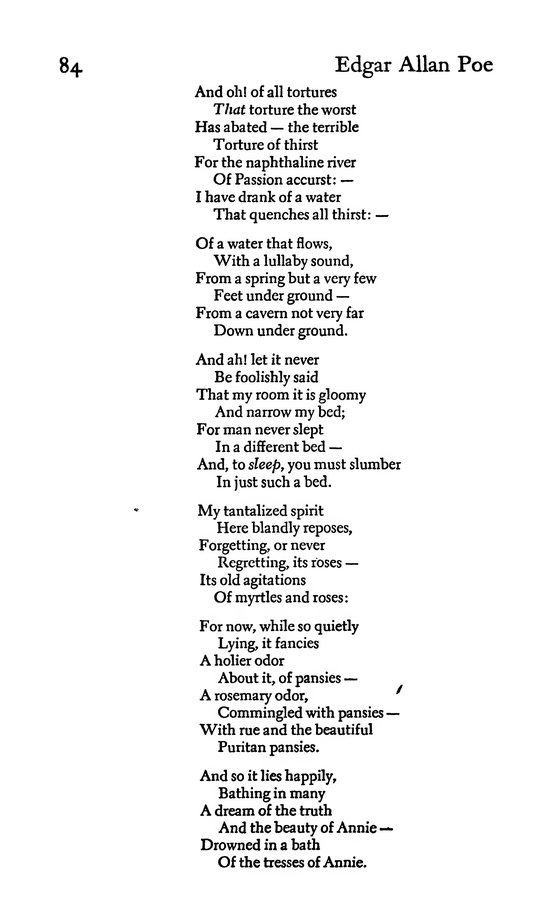 84 Edgar Allan Poe
And oh! of all tortures
That torture the worst
Has abated — the terrible
Torture of thirst
For the naphthaline river
Of Passion accurst: —
I have drank of a water
That quenches all thirst: —
Of a water that flows,
With a lullaby sound,
From a spring but a very few
Feet under ground —
From a cavern not very far
Down under ground.
And ah! let it never
Be foolishly said
That my room it is gloomy
And narrow my bed;
For man never slept
In a different bed —
And, to sleep, you must slumber
In just such a bed.
My tantalized spirit
Here blandly reposes,
Forgetting, or never
Regretting, its roses —
Its old agitations
Of myrtles and roses:
For now, while so quietly
Lying, it fancies
A holier odor
About it, of pansies —
A rosemary odor,
Commingled with pansies —
With rue and the beautiful
Puritan pansies.
And so it lies happily,
Bathing in many
A dream of the truth
And the beauty of Annie —
Drowned in a bath
Of the tresses of Annie.